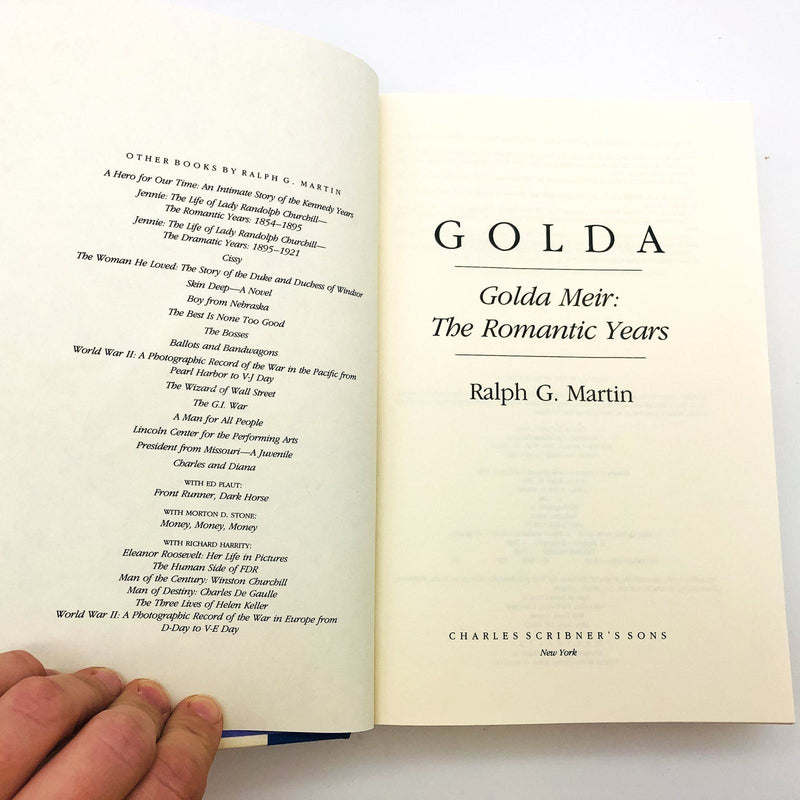 OTHER BOOKS BY RALPH G. MARTIN
A Hero for Our Time: An Intimate Story of the Kennedy Years
Jennie: The Life of Lady Randolph Churchill—
The Romantic Years: 1854–1895
Jennie: The Life of Lady Randolph Churchill—
The Dramatic Years: 1895–1921
Cissy
The Woman He Loved: The Story of the Duke and Duchess of Windsor
Skin Deep—A Novel
Boy from Nebraska
The Best Is None Too Good
The Bosses
Ballots and Bandwagons
World War II: A Photographic Record of the War in the Pacific from
Pearl Harbor to V-J Day
The Wizard of Wall Street
The G.I. War
A Man for All People
Lincoln Center for the Performing Arts
President from Missouri—A Juvenile
Charles and Diana
WITH ED PLAUT:
Front Runner, Dark Horse
WITH MORTON D. STONE:
Money, Money, Money
WITH RICHARD HARRITY:
Eleanor Roosevelt: Her Life in Pictures
The Human Side of FDR
Man of the Century: Winston Churchill
Man of Destiny: Charles De Gaulle
The Three Lives of Helen Keller
World War II: A Photographic Record of the War in Europe from
D-Day to V-E Day
GOLDA
Golda Meir:
The Romantic Years
Ralph G. Martin
CHARLES SCRIBNER'S SONS
New York